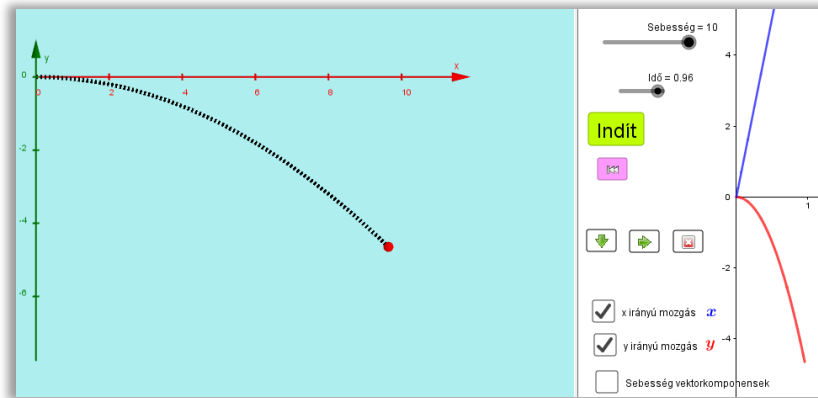 y
x
0
0
2
4
6
8
10
-2
-4
-6
Sebesség = 10
Idő = 0.96
Indít
x irányú mozgás x
y irányú mozgás y
Sebesség vektorkomponensek
4
2
0
1
-2
-4